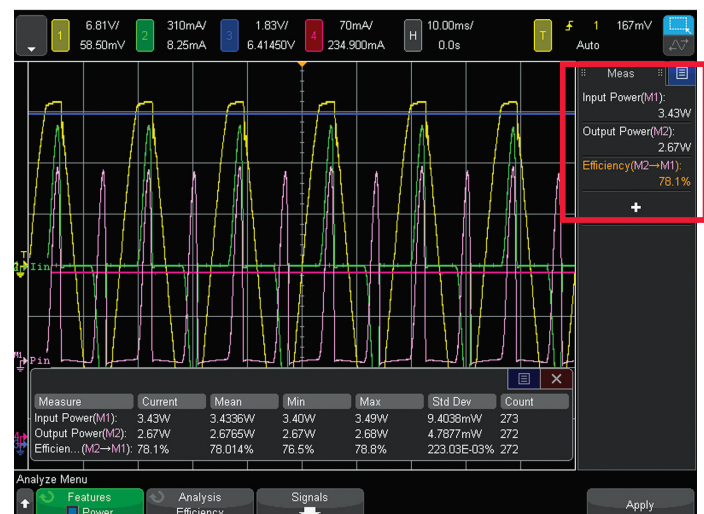 1 6.81V/ 2 310mA/ 3 1.83V/ 4 70mA/ H 10.00ms/ T 1 167mV
58.50mV 8.25mA 6.41450V 234.900mA 0.0s Auto
Meas
Input Power(M1):
3.43W
Output Power(M2):
2.67W
Efficiency(M2→M1):
78.1%
+
T
Iin
M1
Pin
Measure Current Mean Min Max Std Dev Count
Input Power(M1): 3.43W 3.4336W 3.40W 3.49W 9.4038mW 273
Output Power(M2): 2.67W 2.6765W 2.67W 2.68W 4.7877mW 272
Efficien...(M2→M1): 78.1% 78.014% 76.5% 78.8% 223.03E-03% 272
Analyze Menu
Features Analysis Signals
Power Efficiency Apply